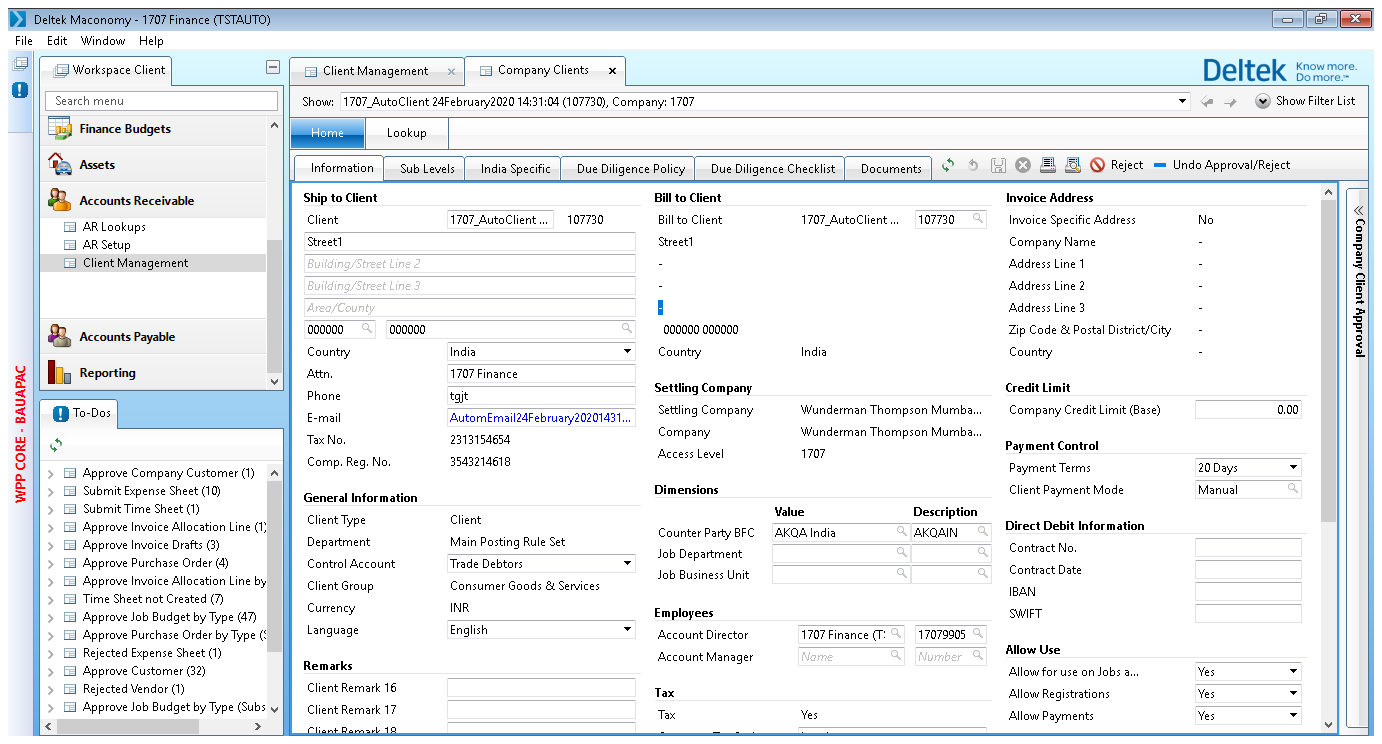 Deltek Maconomy - 1707 Finance (TSTAUTO)
File Edit Window Help
WPP CORE - BAUAPAC
Workspace Client
Search menu
Finance Budgets
Assets
Accounts Receivable
AR Lookups
AR Setup
Client Management
Accounts Payable
Reporting
To-Dos
Approve Company Customer (1)
Submit Expense Sheet (10)
Submit Time Sheet (1)
Approve Invoice Allocation Line (1)
Approve Invoice Drafts (3)
Approve Purchase Order (4)
Approve Invoice Allocation Line by
Time Sheet not Created (7)
Approve Job Budget by Type (47)
Approve Purchase Order by Type (S
Rejected Expense Sheet (1)
Approve Customer (32)
Rejected Vendor (1)
Approve Job Budget by Type (Subs
Client Management Company Clients
Deltek Know more. Do more.™
Show: 1707_AutoClient 24February2020 14:31:04 (107730), Company: 1707 Show Filter List
Home Lookup
Information Sub Levels India Specific Due Diligence Policy Due Diligence Checklist Documents Reject Undo Approval/Reject
Ship to Client
Client 1707_AutoClient ... 107730
Street1
Building/Street Line 2
Building/Street Line 3
Area/County
000000 000000
Country India
Attn. 1707 Finance
Phone tgjt
E-mail AutomEmail24February20201431...
Tax No. 2313154654
Comp. Reg. No. 3543214618
General Information
Client Type Client
Department Main Posting Rule Set
Control Account Trade Debtors
Client Group Consumer Goods & Services
Currency INR
Language English
Remarks
Client Remark 16
Client Remark 17
Client Remark 18
Bill to Client
Bill to Client 1707_AutoClient ... 107730
Street1
-
-
-
000000 000000
Country India
Settling Company
Settling Company Wunderman Thompson Mumba...
Company Wunderman Thompson Mumba...
Access Level 1707
Dimensions
Value Description
Counter Party BFC AKQA India AKQAIN
Job Department
Job Business Unit
Employees
Account Director 1707 Finance (T: 17079905
Account Manager Name Number
Tax
Tax Yes
Invoice Address
Invoice Specific Address No
Company Name -
Address Line 1 -
Address Line 2 -
Address Line 3 -
Zip Code & Postal District/City -
Country -
Credit Limit
Company Credit Limit (Base) 0.00
Payment Control
Payment Terms 20 Days
Client Payment Mode Manual
Direct Debit Information
Contract No.
Contract Date
IBAN
SWIFT
Allow Use
Allow for use on Jobs a... Yes
Allow Registrations Yes
Allow Payments Yes
Company Client Approval